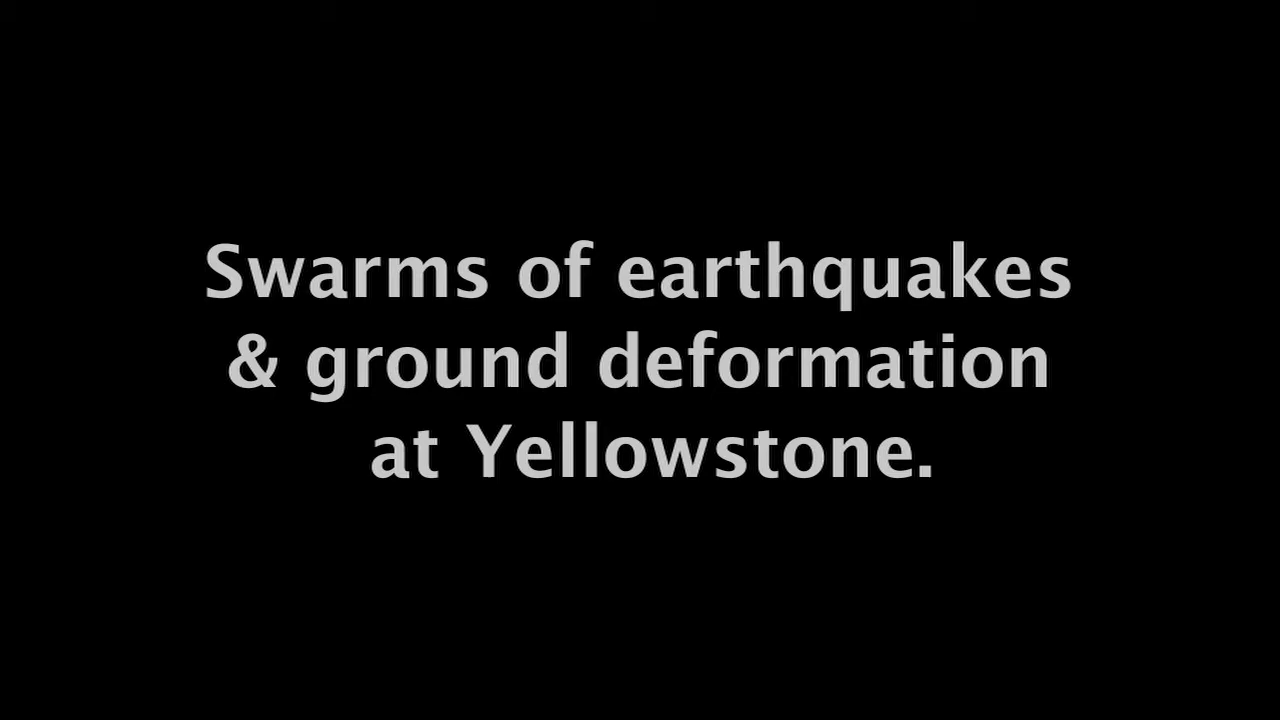 Swarms of earthquakes
& ground deformation
at Yellowstone.